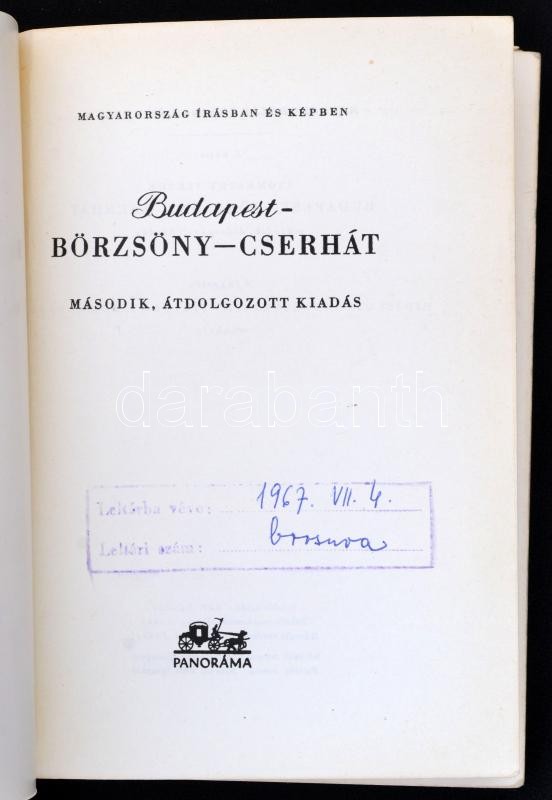 MAGYARORSZÁG ÍRÁSBAN ÉS KÉPBEN
Budapest-
BÖRZSÖNY—CSERHÁT
MÁSODIK, ÁTDOLGOZOTT KIADÁS
darabanth
Leltárba véve: 1967. VII. 4.
Leltári szám: brosura
PANORÁMA